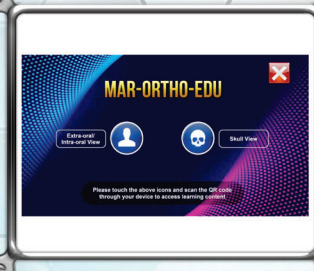 MAR-ORTHO-EDU
Extra-oral/
Intra-oral View
Skull View
Please touch the above icons and scan the QR code
through your device to access learning content.